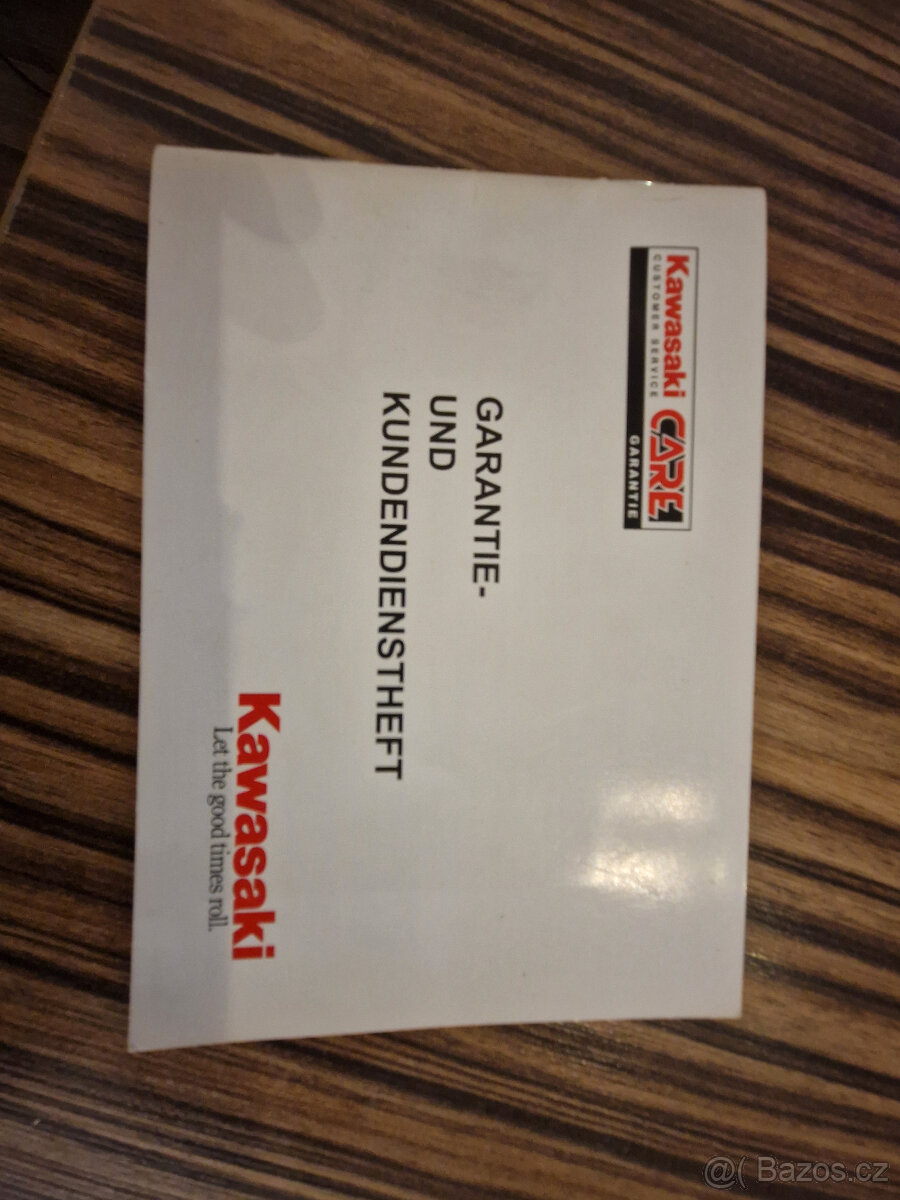 Kawasaki CARE
CUSTOMER SERVICE
GARANTIE
GARANTIE-
UND
KUNDENDIENSTHEFT
Kawasaki
Let the good times roll.
@( Bazos.cz